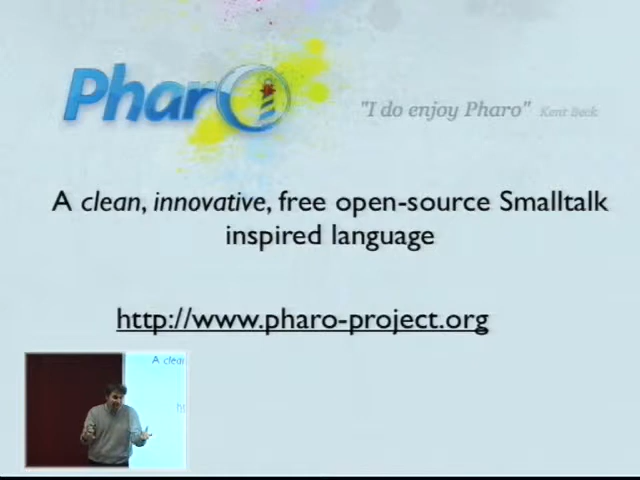 Pharo
"I do enjoy Pharo" Kent Beck
A clean, innovative, free open-source Smalltalk
inspired language
http://www.pharo-project.org
A clean